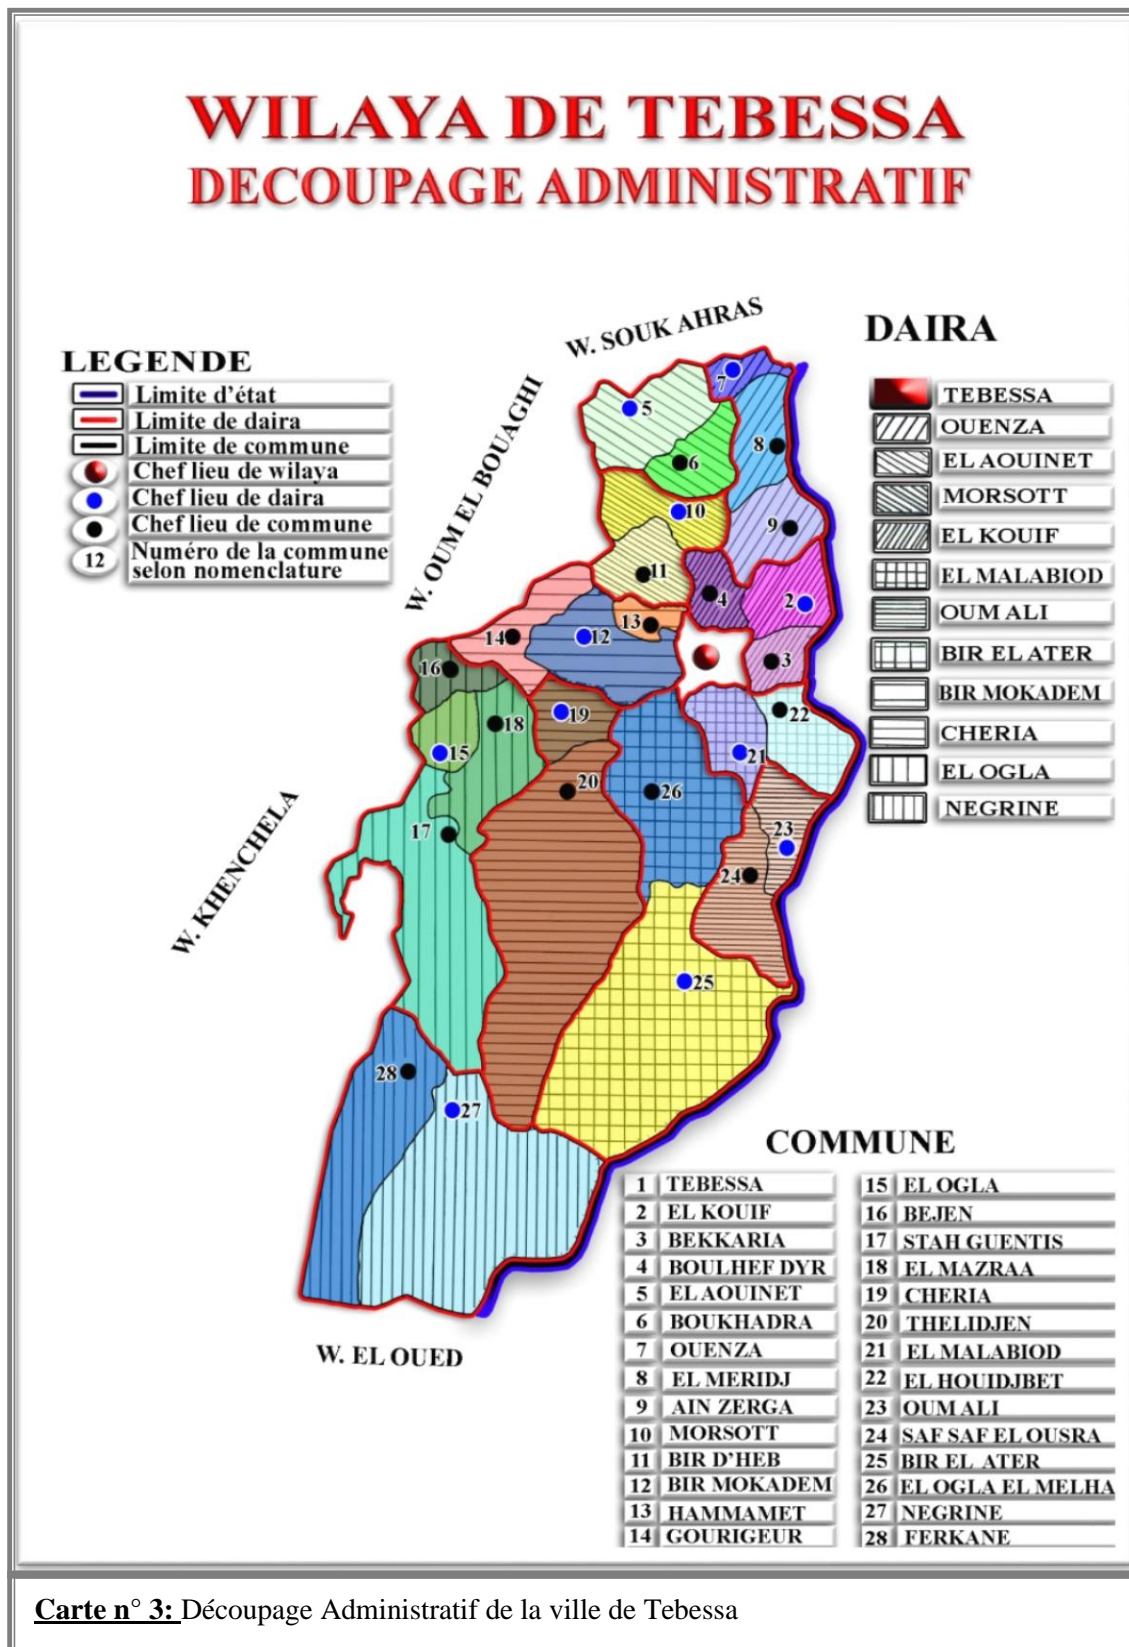 WILAYA DE TEBESSA
DECOUPAGE ADMINISTRATIF
W. SOUK AHRAS
W. OUM EL BOUAGHI
W. KHENCHELA
W. EL OUED
LEGENDE
Limite d'état
Limite de daira
Limite de commune
Chef lieu de wilaya
Chef lieu de daira
Chef lieu de commune
12 Numéro de la commune
selon nomenclature
DAIRA
TEBESSA
OUENZA
EL AOUINET
MORSOTT
EL KOUIF
EL MALABIOD
OUM ALI
BIR EL ATER
BIR MOKADEM
CHERIA
EL OGLA
NEGRINE
7
5
8
6
10
9
11
4
2
13
14
12
3
16
19
18
22
15
21
20
26
17
23
24
25
28
27
COMMUNE
1 TEBESSA
2 EL KOUIF
3 BEKKARIA
4 BOULHEF DYR
5 EL AOUINET
6 BOUKHADRA
7 OUENZA
8 EL MERIDJ
9 AIN ZERGA
10 MORSOTT
11 BIR D'HEB
12 BIR MOKADEM
13 HAMMAMET
14 GOURIGEUR
15 EL OGLA
16 BEJEN
17 STAH GUENTIS
18 EL MAZRAA
19 CHERIA
20 THELIDJEN
21 EL MALABIOD
22 EL HOUIDJBET
23 OUM ALI
24 SAF SAF EL OUSRA
25 BIR EL ATER
26 EL OGLA EL MELHA
27 NEGRINE
28 FERKANE
Carte n° 3: Découpage Administratif de la ville de Tebessa